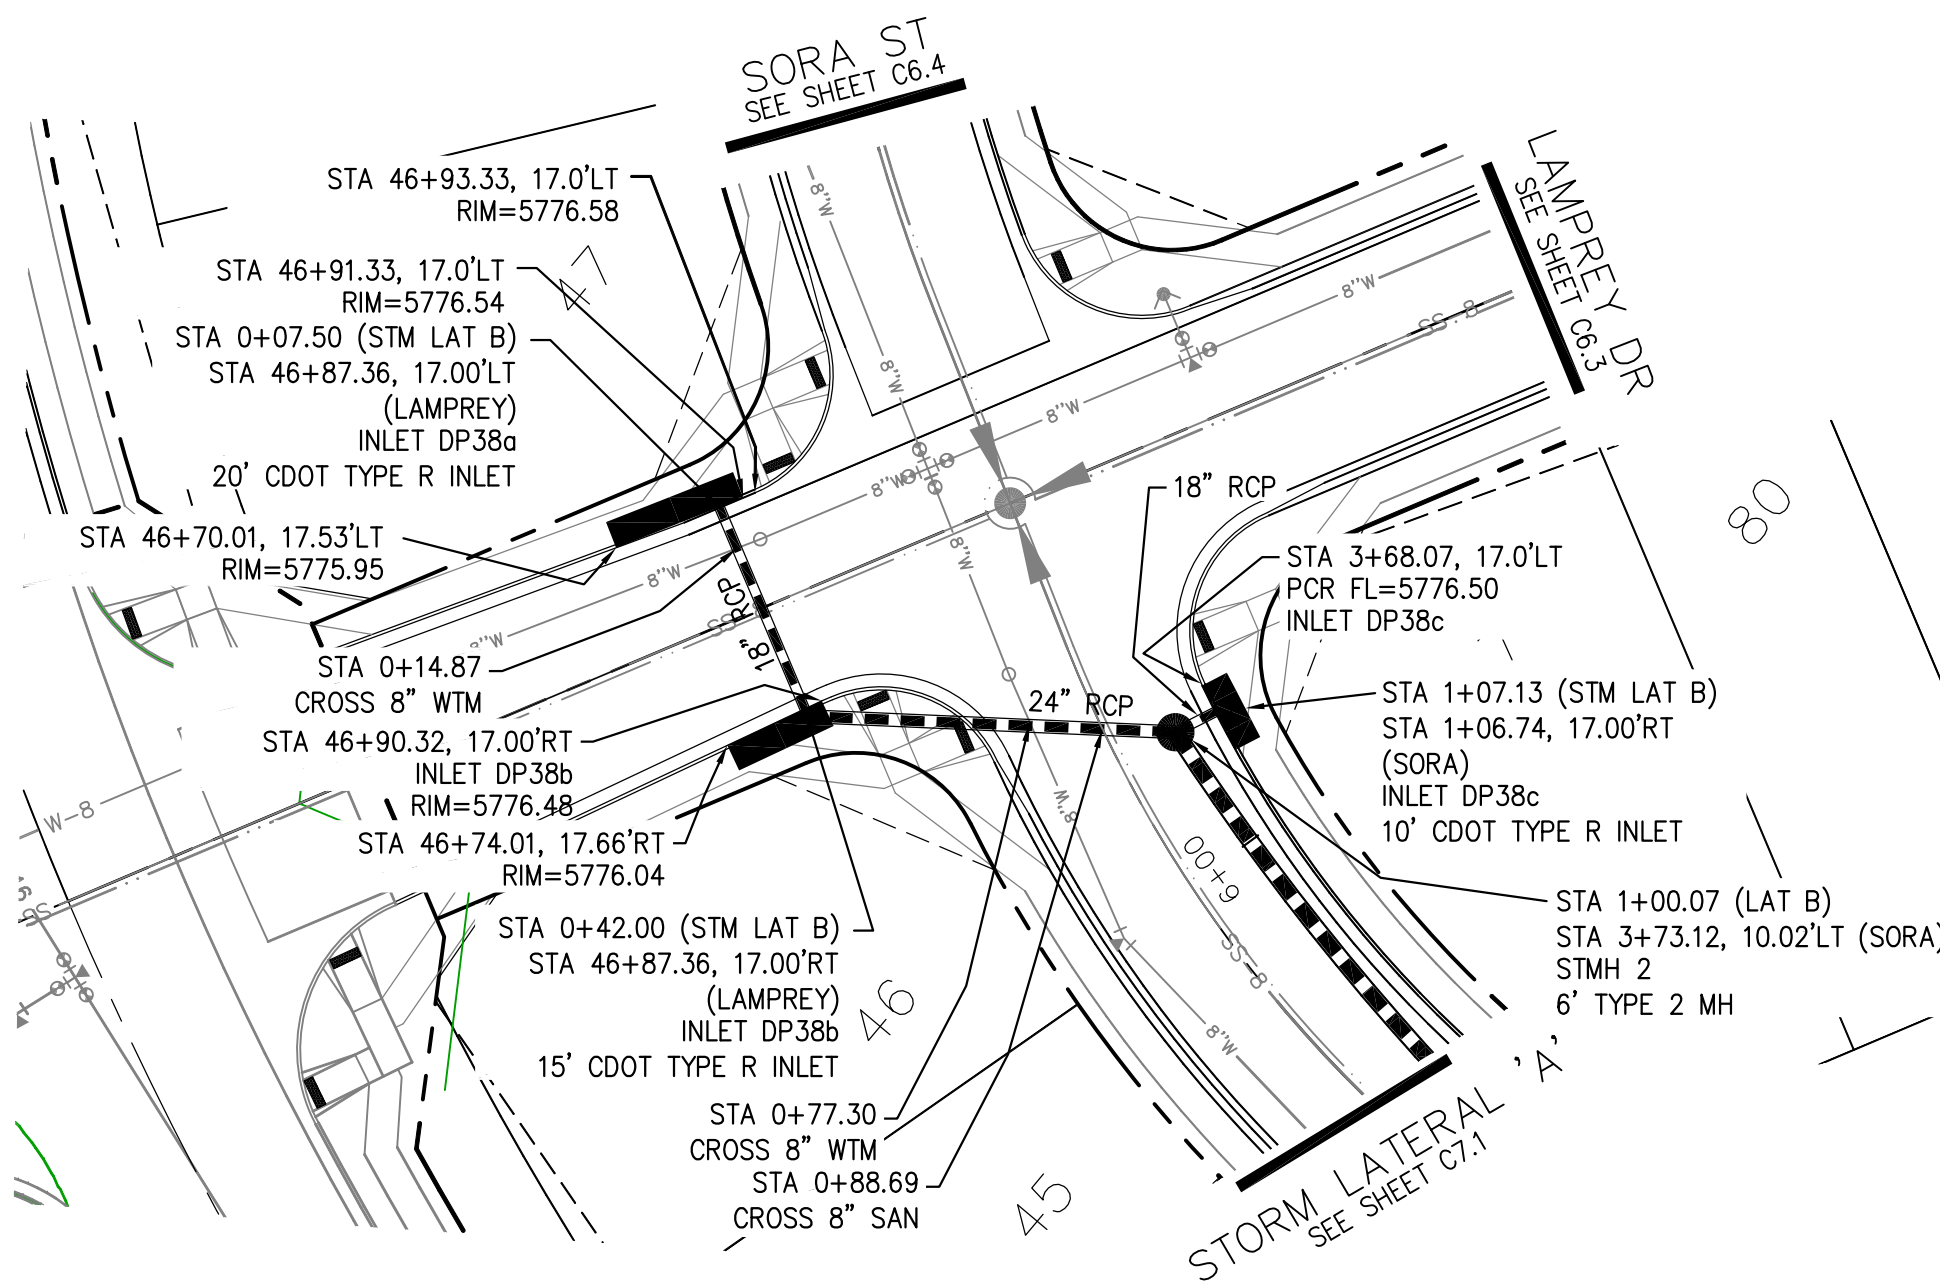 SORA ST
SEE SHEET C6.4
LAMPREY DR
SEE SHEET C6.3
STA 46+93.33, 17.0'LT
RIM=5776.58
47
STA 46+91.33, 17.0'LT
RIM=5776.54
STA 0+07.50 (STM LAT B)
STA 46+87.36, 17.00'LT
(LAMPREY)
INLET DP38a
20' CDOT TYPE R INLET
STA 46+70.01, 17.53'LT
RIM=5775.95
STA 0+14.87
CROSS 8" WTM
STA 46+90.32, 17.00'RT
INLET DP38b
RIM=5776.48
STA 46+74.01, 17.66'RT
RIM=5776.04
STA 0+42.00 (STM LAT B)
STA 46+87.36, 17.00'RT
(LAMPREY)
INLET DP38b
15' CDOT TYPE R INLET
STA 0+77.30
CROSS 8" WTM
STA 0+88.69
CROSS 8" SAN
18" RCP
24" RCP
18" RCP
STA 3+68.07, 17.0'LT
PCR FL=5776.50
INLET DP38c
STA 1+07.13 (STM LAT B)
STA 1+06.74, 17.00'RT
(SORA)
INLET DP38c
10' CDOT TYPE R INLET
STA 1+00.07 (LAT B)
STA 3+73.12, 10.02'LT (SORA)
STMH 2
6' TYPE 2 MH
STORM LATERAL 'A'
SEE SHEET C7.1
80
46
45
6+00
8"W
8"W
8"W
8"W
8"W
8"W
8"W
8"W
8"W
8"W
W-8
SS-8
SS-8